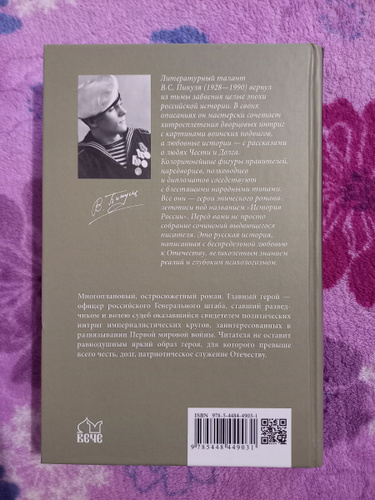 Литературный талант
В.С. Пикуля (1928—1990) вернул
из тьмы забвения целые эпохи
российской истории. В своих
описаниях он мастерски сочетает
хитросплетения дворцовых интриг
с картинами воинских подвигов,
а любовные истории — с рассказами
о людях Чести и Долга.
Колоритнейшие фигуры правителей,
царедворцев, полководцев
и дипломатов соседствуют
с блестящими народными типами.
Все они — герои эпического романа-
летописи под названием «История
России». Перед вами не просто
собрание сочинений выдающегося
писателя. Это русская история,
написанная с беспредельной любовью
к Отечеству, великолепным знанием
реалий и глубоким психологизмом.
В. Пикуль
Многоплановый, остросюжетный роман. Главный герой —
офицер российского Генерального штаба, ставший развед-
чиком и волею судеб оказавшийся свидетелем политических
интриг империалистических кругов, заинтересованных в
развязывании Первой мировой войны. Читателя не оставит
равнодушным яркий образ героя, для которого превыше
всего честь, долг, патриотическое служение Отечеству.
ВЕЧЕ
ISBN 978-5-4484-4903-1
9 785448 449031